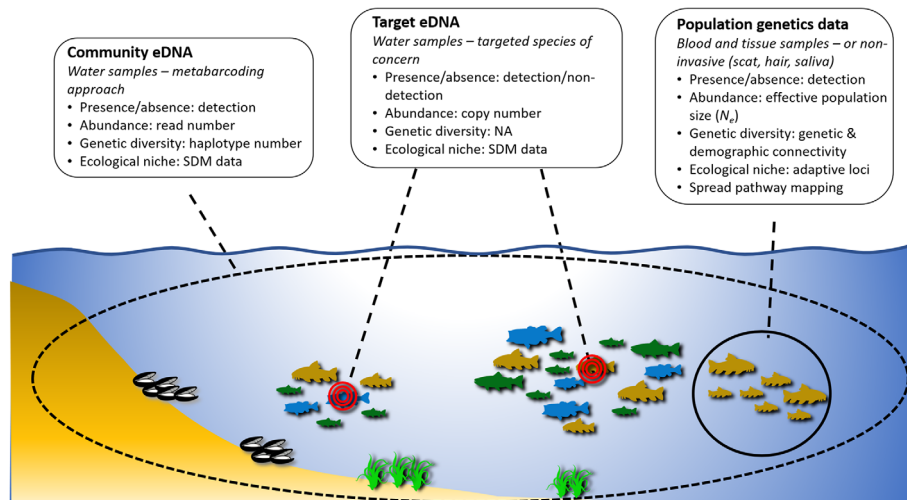 Community eDNA
Water samples – metabarcoding
approach
• Presence/absence: detection
• Abundance: read number
• Genetic diversity: haplotype number
• Ecological niche: SDM data
Target eDNA
Water samples – targeted species of
concern
• Presence/absence: detection/non-
detection
• Abundance: copy number
• Genetic diversity: NA
• Ecological niche: SDM data
Population genetics data
Blood and tissue samples – or non-
invasive (scat, hair, saliva)
• Presence/absence: detection
• Abundance: effective population
size (Ne)
• Genetic diversity: genetic &
demographic connectivity
• Ecological niche: adaptive loci
• Spread pathway mapping